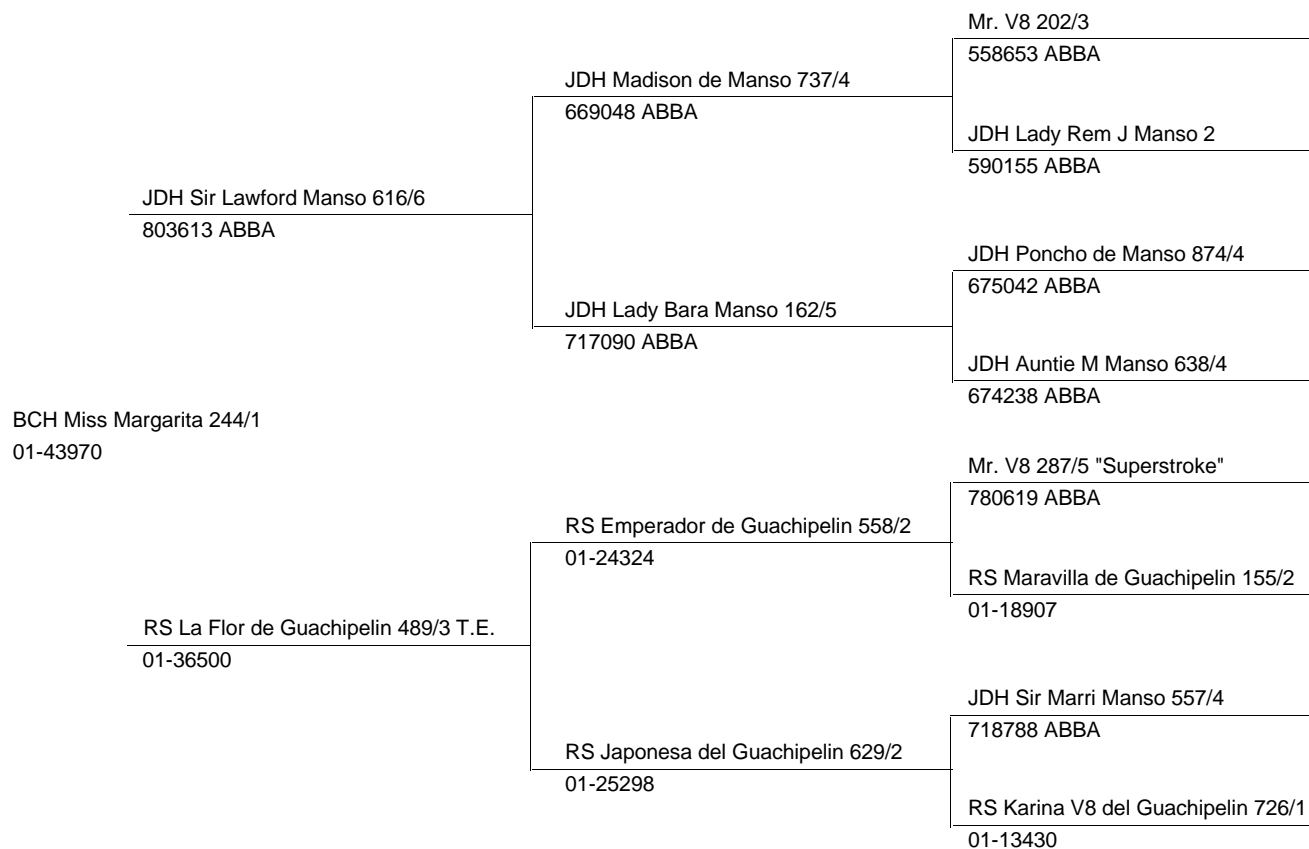 Mr. V8 202/3
558653 ABBA
JDH Madison de Manso 737/4
669048 ABBA
JDH Lady Rem J Manso 2
590155 ABBA
JDH Sir Lawford Manso 616/6
803613 ABBA
JDH Poncho de Manso 874/4
675042 ABBA
JDH Lady Bara Manso 162/5
717090 ABBA
JDH Auntie M Manso 638/4
674238 ABBA
BCH Miss Margarita 244/1
01-43970
Mr. V8 287/5 "Superstroke"
780619 ABBA
RS Emperador de Guachipelin 558/2
01-24324
RS Maravilla de Guachipelin 155/2
01-18907
RS La Flor de Guachipelin 489/3 T.E.
01-36500
JDH Sir Marri Manso 557/4
718788 ABBA
RS Japonesa del Guachipelin 629/2
01-25298
RS Karina V8 del Guachipelin 726/1
01-13430